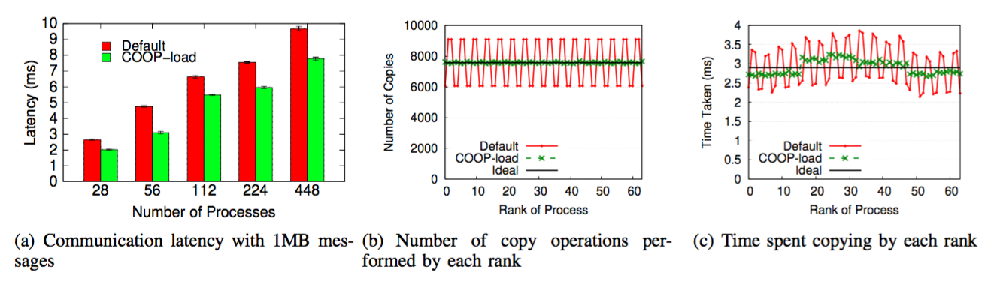 10
9
8
7
6
5
4
3
2
1
0
Latency (ms)
Default
COOP-load
28 56 112 224 448
Number of Processes
(a) Communication latency with 1MB mes-
sages
10000
8000
6000
4000
2000
0
Number of Copies
Default
COOP-load
Ideal
0 10 20 30 40 50 60
Rank of Process
(b) Number of copy operations per-
formed by each rank
4
3.5
3
2.5
2
1.5
1
0.5
0
Time Taken (ms)
Default
COOP-load
Ideal
0 10 20 30 40 50 60
Rank of Process
(c) Time spent copying by each rank